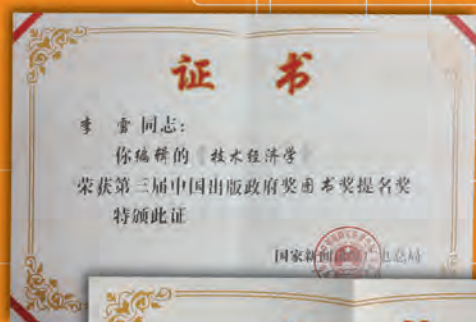 证书
李雪同志：
你编辑的《技术经济学》
荣获第三届中国出版政府奖图书奖提名奖
特颁此证
国家新闻